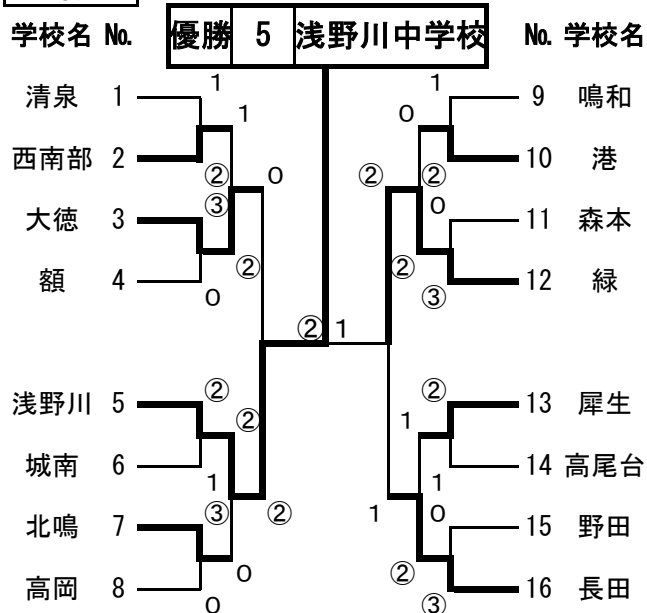 優勝 5 浅野川中学校
学校名 No. No. 学校名
清泉 1 1 1 9 鳴和
1 0
西南部 2 10 港
② 0 ② ②
大徳 3 ③ 0 11 森本
② ②
額 4 0 ③ 12 緑
② 1
浅野川 5 ② ② 13 犀生
② 1
城南 6 14 高尾台
1 1
北鳴 7 ③ ② 1 0 15 野田
0 ②
高岡 8 0 ③ 16 長田